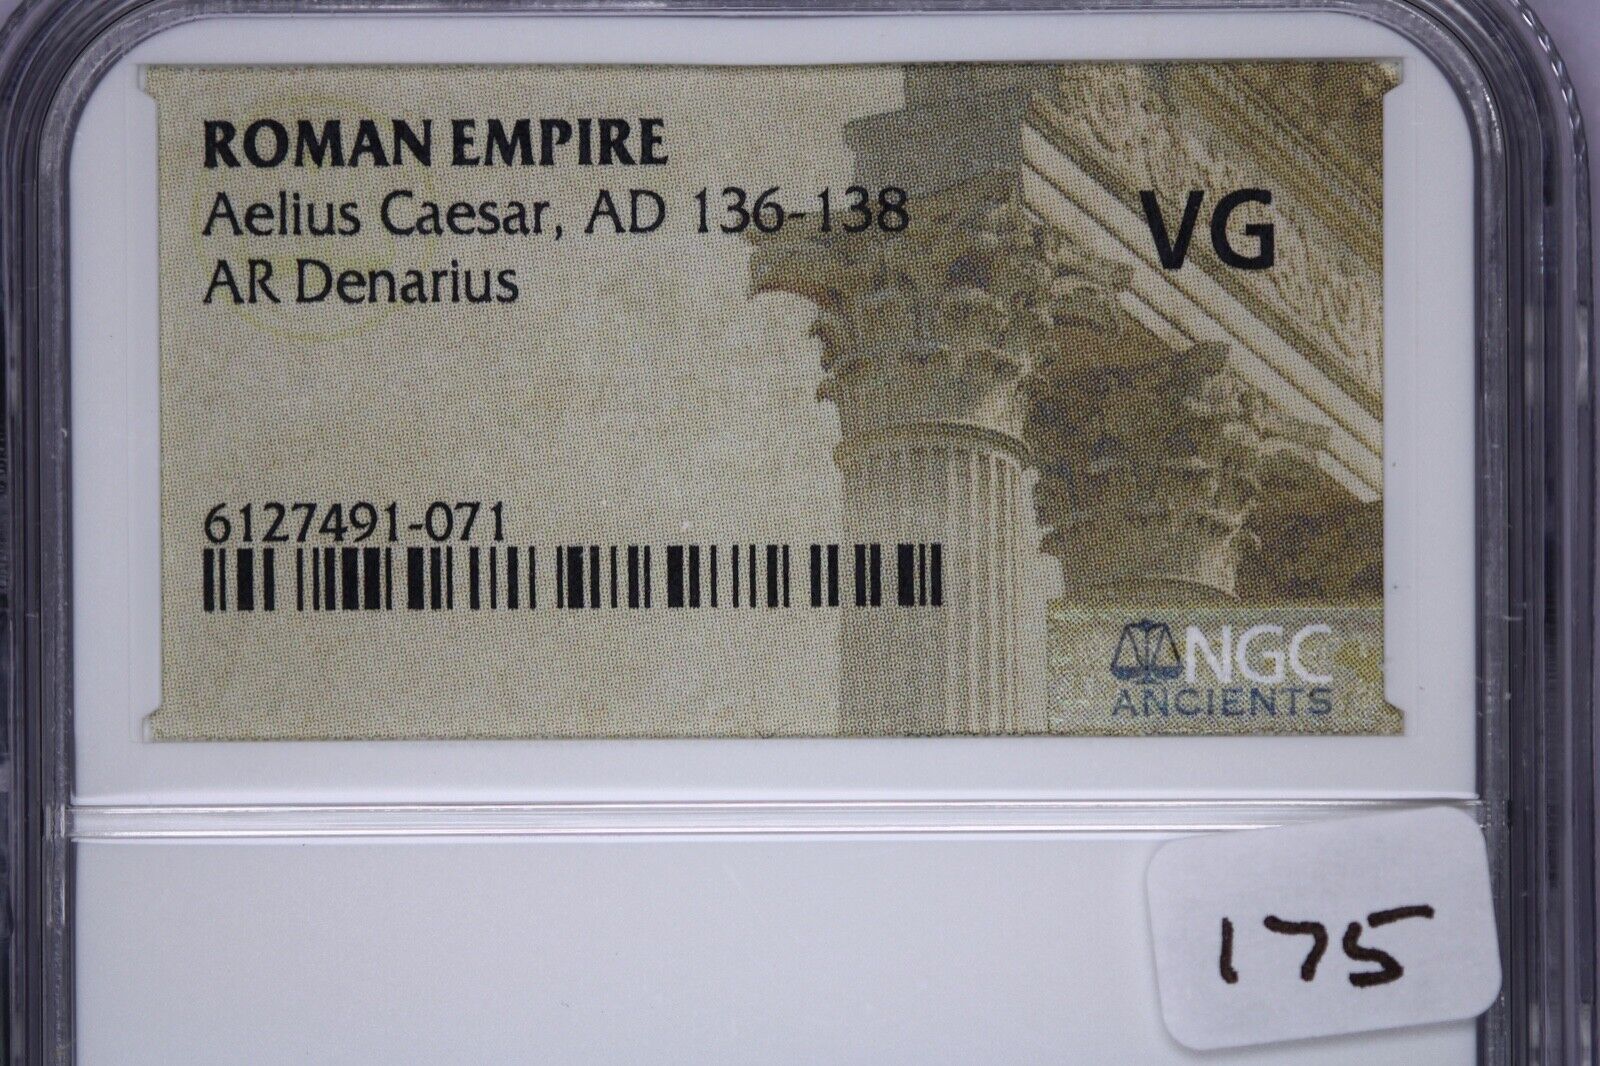 ROMAN EMPIRE
Aelius Caesar, AD 136-138
AR Denarius
VG
6127491-071
NGC
ANCIENTS
175